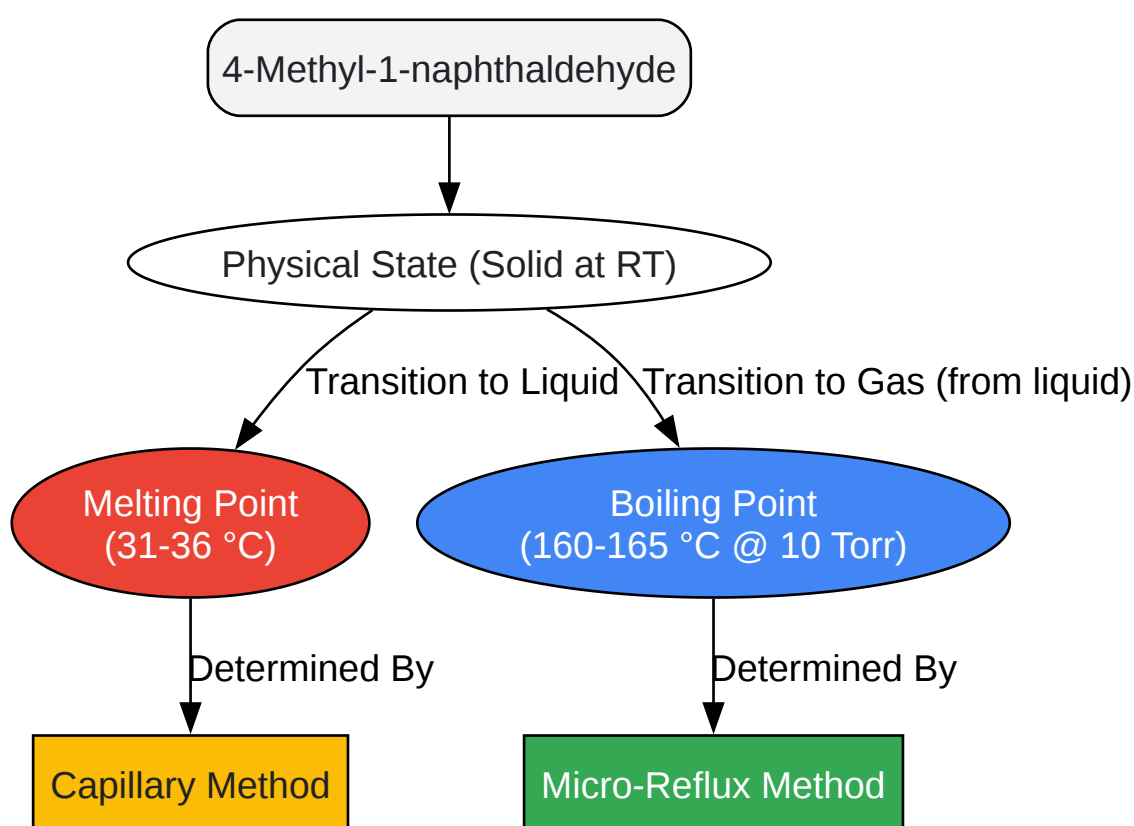 4-Methyl-1-naphthaldehyde
Physical State (Solid at RT)
Transition to Liquid
Transition to Gas (from liquid)
Melting Point
(31-36 °C)
Boiling Point
(160-165 °C @ 10 Torr)
Determined By
Determined By
Capillary Method
Micro-Reflux Method